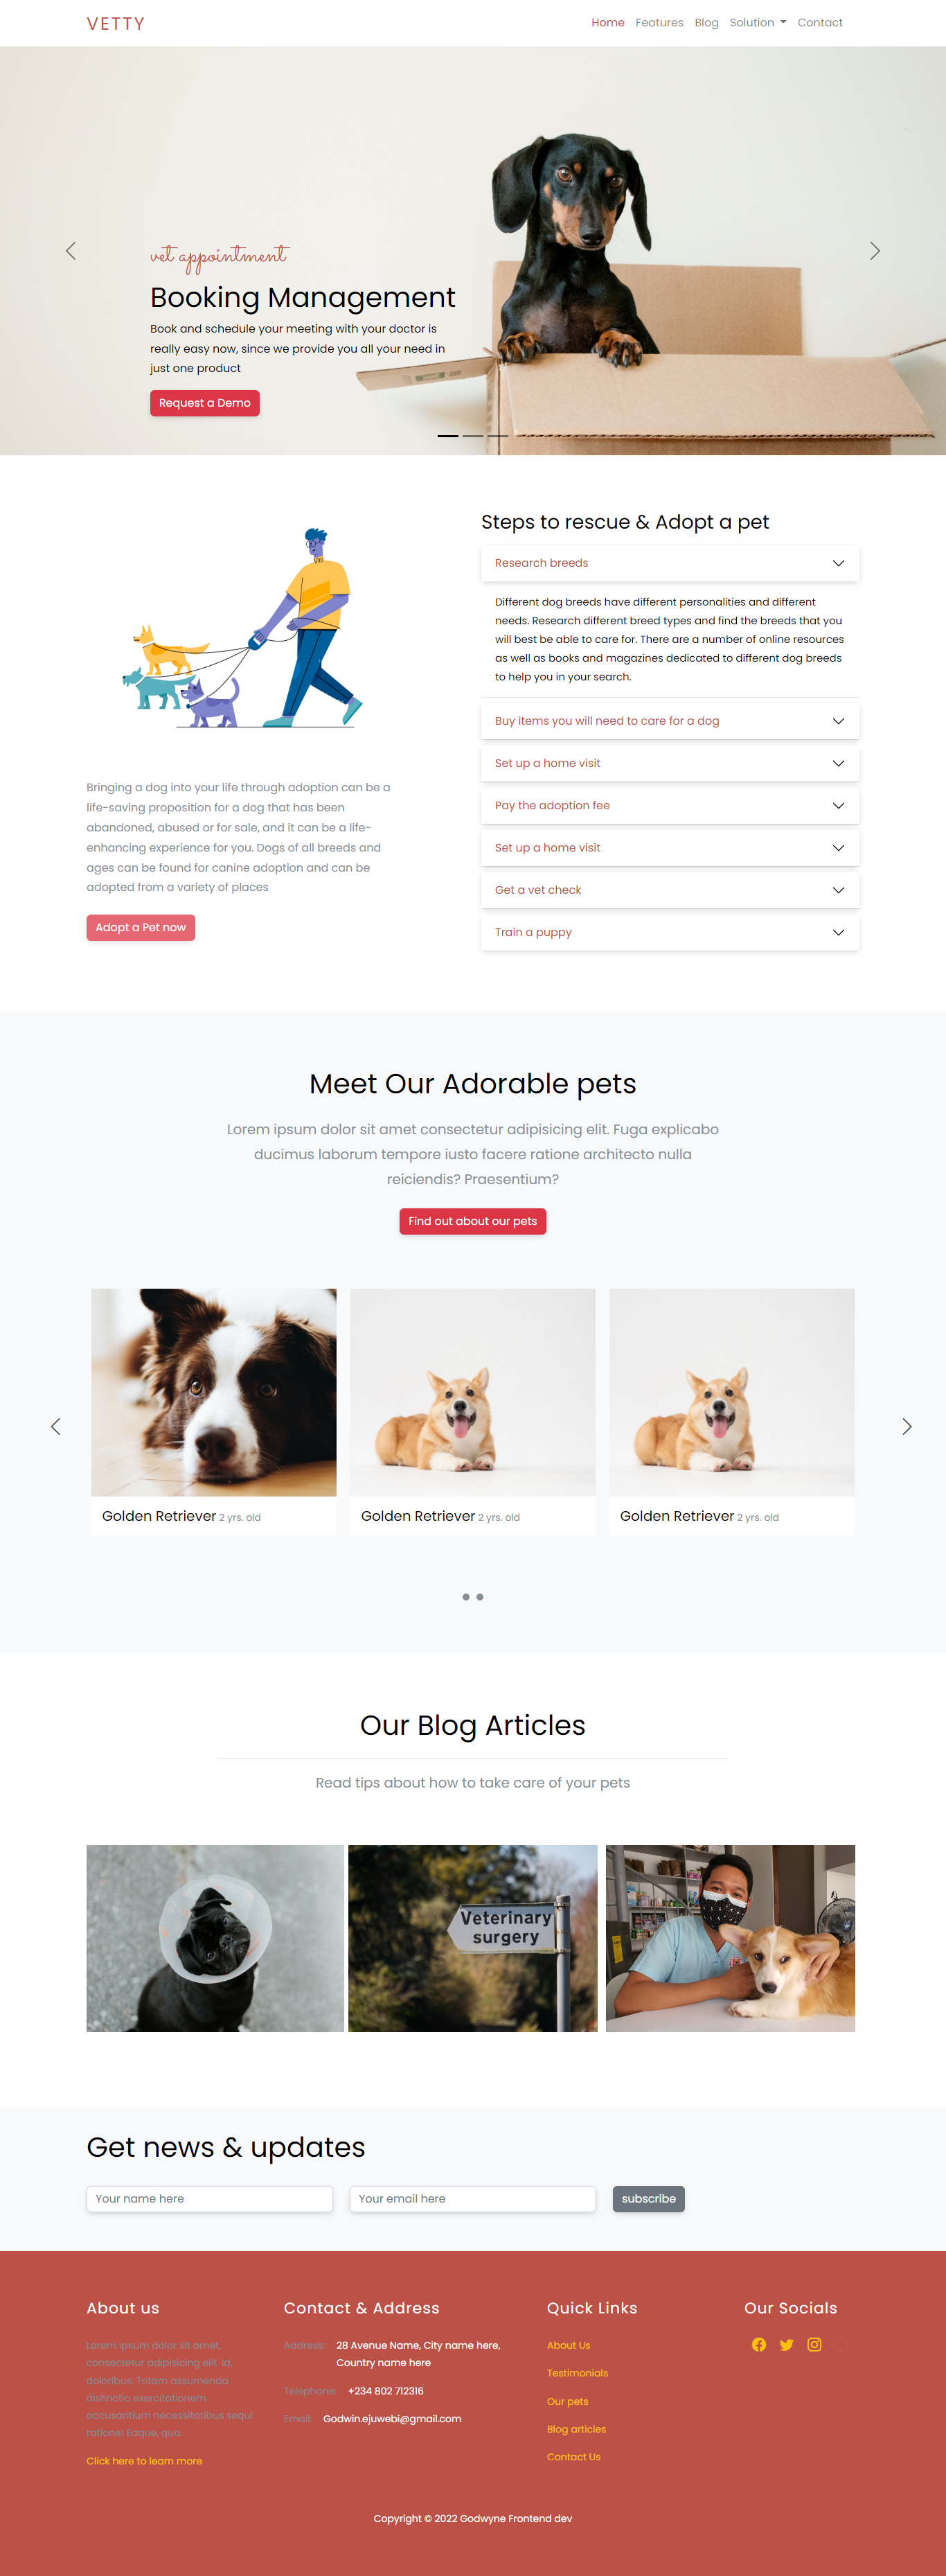 VETTY
Home Features Blog Solution Contact
vet appointment
Booking Management
Book and schedule your meeting with your doctor is
really easy now, since we provide you all your need in
just one product
Request a Demo
Bringing a dog into your life through adoption can be a
life-saving proposition for a dog that has been
abandoned, abused or for sale, and it can be a life-
enhancing experience for you. Dogs of all breeds and
ages can be found for canine adoption and can be
adopted from a variety of places
Adopt a Pet now
Steps to rescue & Adopt a pet
Research breeds
Different dog breeds have different personalities and different
needs. Research different breed types and find the breeds that you
will best be able to care for. There are a number of online resources
as well as books and magazines dedicated to different dog breeds
to help you in your search.
Buy items you will need to care for a dog
Set up a home visit
Pay the adoption fee
Set up a home visit
Get a vet check
Train a puppy
Meet Our Adorable pets
Lorem ipsum dolor sit amet consectetur adipisicing elit. Fuga explicabo
ducimus laborum tempore iusto facere ratione architecto nulla
reiciendis? Praesentium?
Find out about our pets
Golden Retriever 2 yrs. old
Golden Retriever 2 yrs. old
Golden Retriever 2 yrs. old
Our Blog Articles
Read tips about how to take care of your pets
Veterinary
surgery
Get news & updates
Your name here
Your email here
subscribe
About us
Lorem ipsum dolor sit amet,
consectetur adipisicing elit. Id,
doloribus. Totam assumenda
distinctio exercitationem
accusantium necessitatibus sequi
ratione! Eaque, quo.
Click here to learn more
Contact & Address
Address: 28 Avenue Name, City name here,
Country name here
Telephone: +234 802 712316
Email: Godwin.ejuwebi@gmail.com
Quick Links
About Us
Testimonials
Our pets
Blog articles
Contact Us
Our Socials
Copyright © 2022 Godwyne Frontend dev